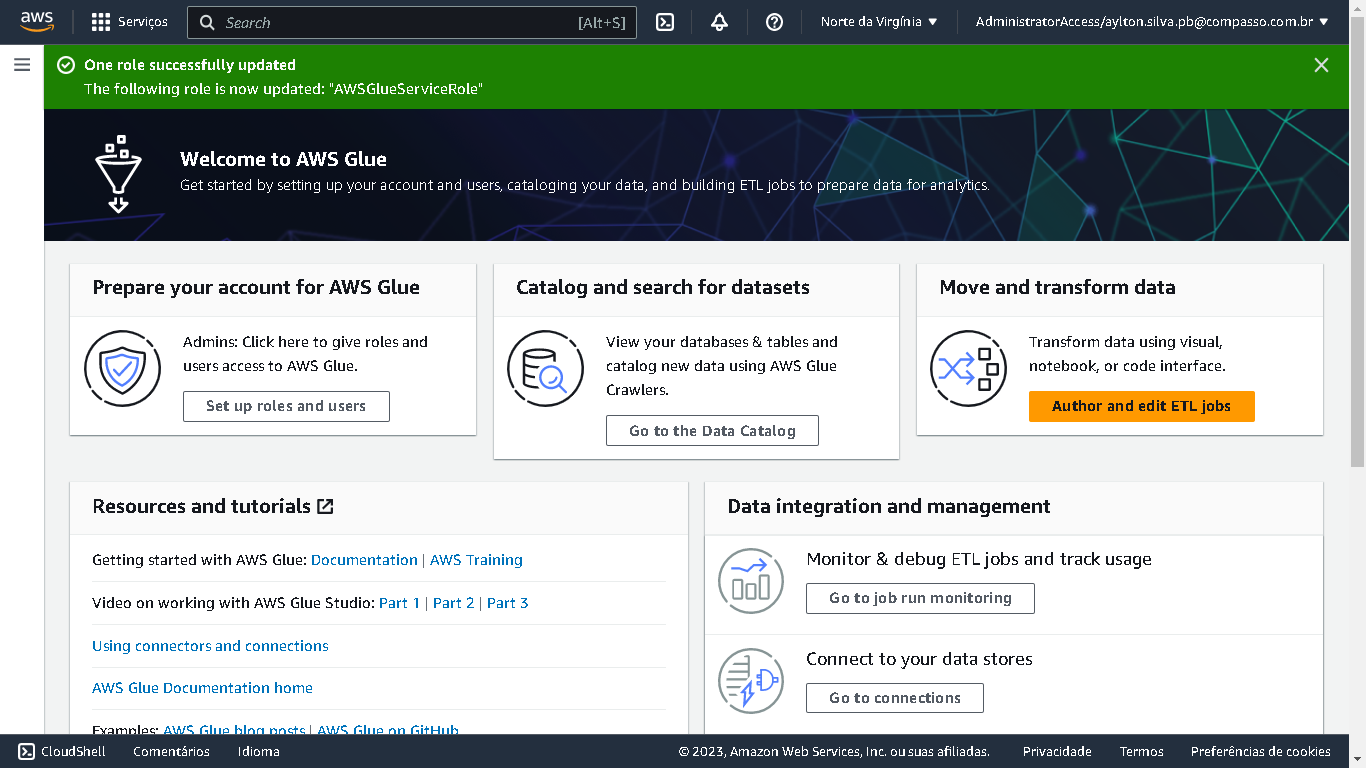 aws
Serviços
Search
[Alt+S]
Norte da Virgínia
AdministratorAccess/aylton.silva.pb@compasso.com.br
One role successfully updated
The following role is now updated: "AWSGlueServiceRole"
Welcome to AWS Glue
Get started by setting up your account and users, cataloging your data, and building ETL jobs to prepare data for analytics.
Prepare your account for AWS Glue
Admins: Click here to give roles and
users access to AWS Glue.
Set up roles and users
Catalog and search for datasets
View your databases & tables and
catalog new data using AWS Glue
Crawlers.
Go to the Data Catalog
Move and transform data
Transform data using visual,
notebook, or code interface.
Author and edit ETL jobs
Resources and tutorials
Getting started with AWS Glue: Documentation | AWS Training
Video on working with AWS Glue Studio: Part 1 | Part 2 | Part 3
Using connectors and connections
AWS Glue Documentation home
Examples: AWS Glue blog posts | AWS Glue on GitHub
Data integration and management
Monitor & debug ETL jobs and track usage
Go to job run monitoring
Connect to your data stores
Go to connections
CloudShell
Comentários
Idioma
© 2023, Amazon Web Services, Inc. ou suas afiliadas.
Privacidade
Termos
Preferências de cookies